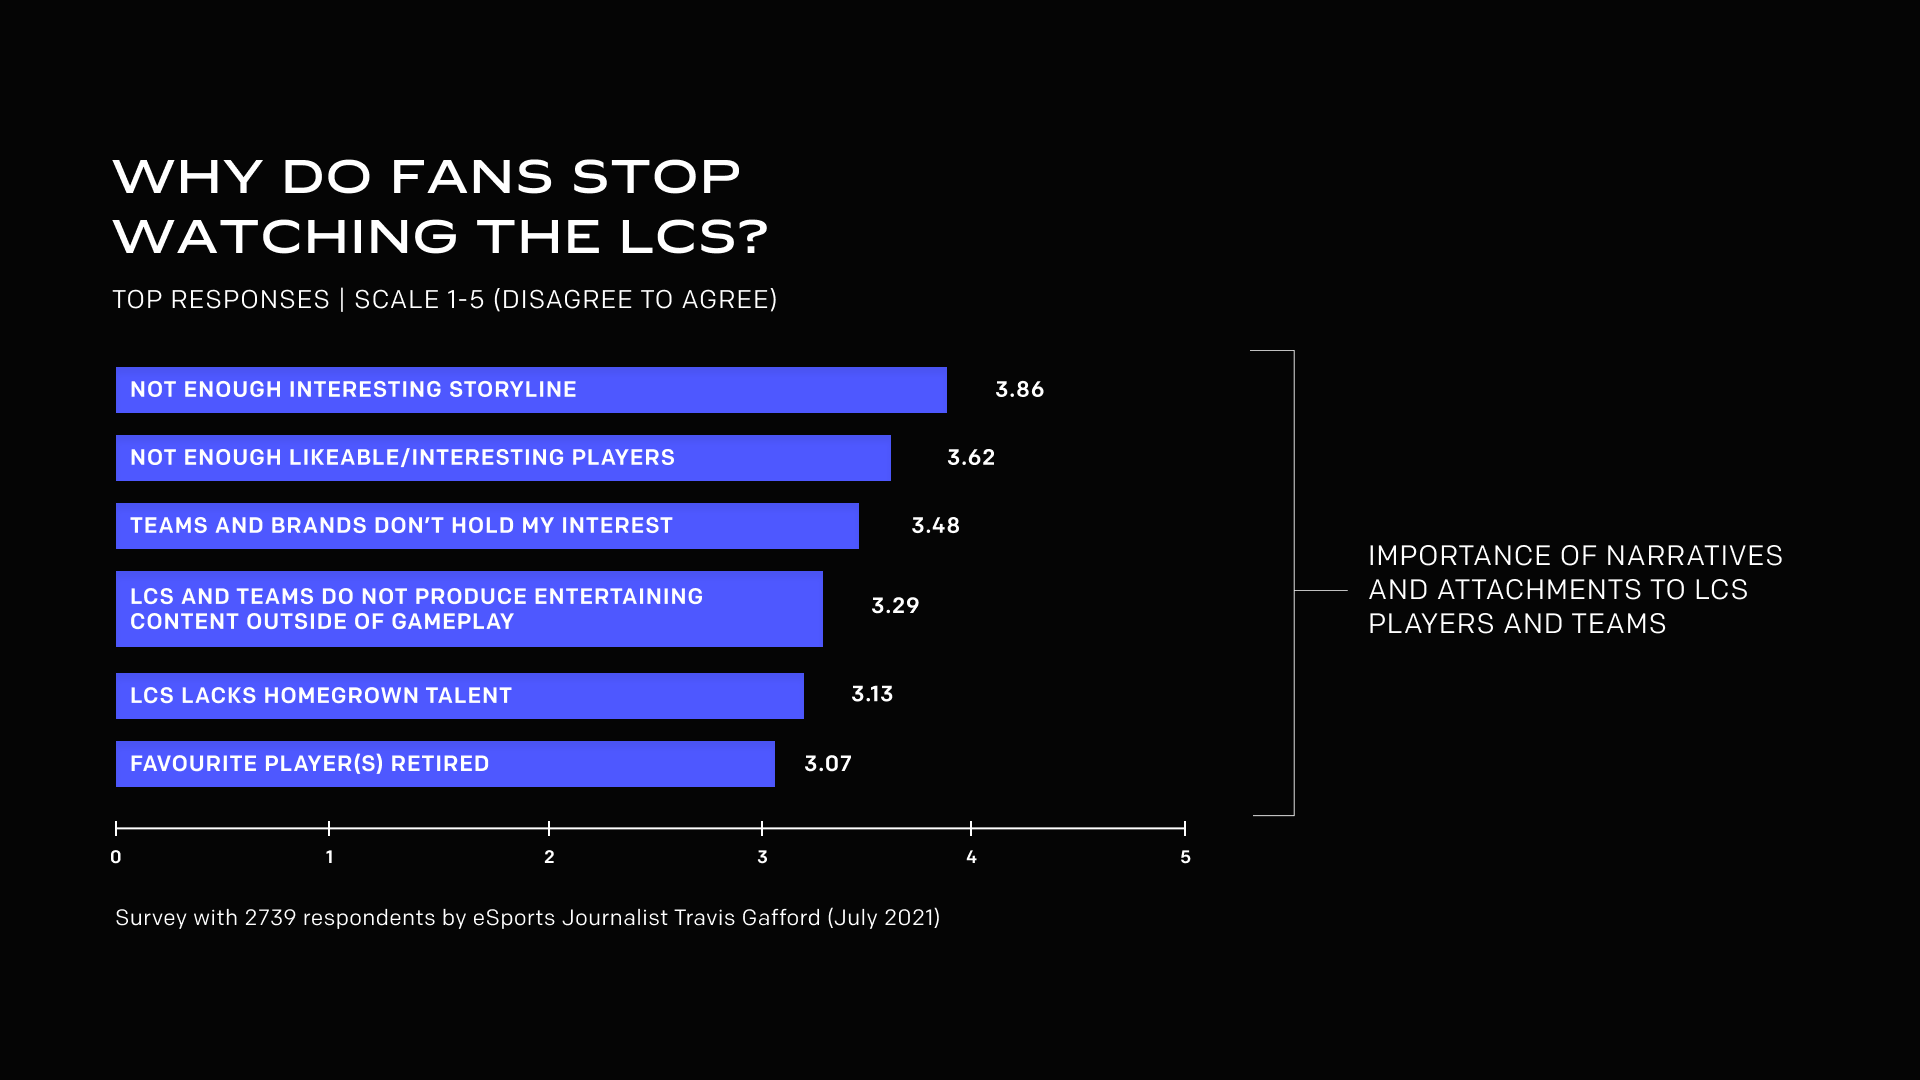 WHY DO FANS STOP
WATCHING THE LCS?
TOP RESPONSES | SCALE 1-5 (DISAGREE TO AGREE)
NOT ENOUGH INTERESTING STORYLINE 3.86
NOT ENOUGH LIKEABLE/INTERESTING PLAYERS 3.62
TEAMS AND BRANDS DON’T HOLD MY INTEREST 3.48
LCS AND TEAMS DO NOT PRODUCE ENTERTAINING
CONTENT OUTSIDE OF GAMEPLAY
3.29
LCS LACKS HOMEGROWN TALENT 3.13
FAVOURITE PLAYER(S) RETIRED 3.07
0 1 2 3 4 5
IMPORTANCE OF NARRATIVES
AND ATTACHMENTS TO LCS
PLAYERS AND TEAMS
Survey with 2739 respondents by eSports Journalist Travis Gafford (July 2021)